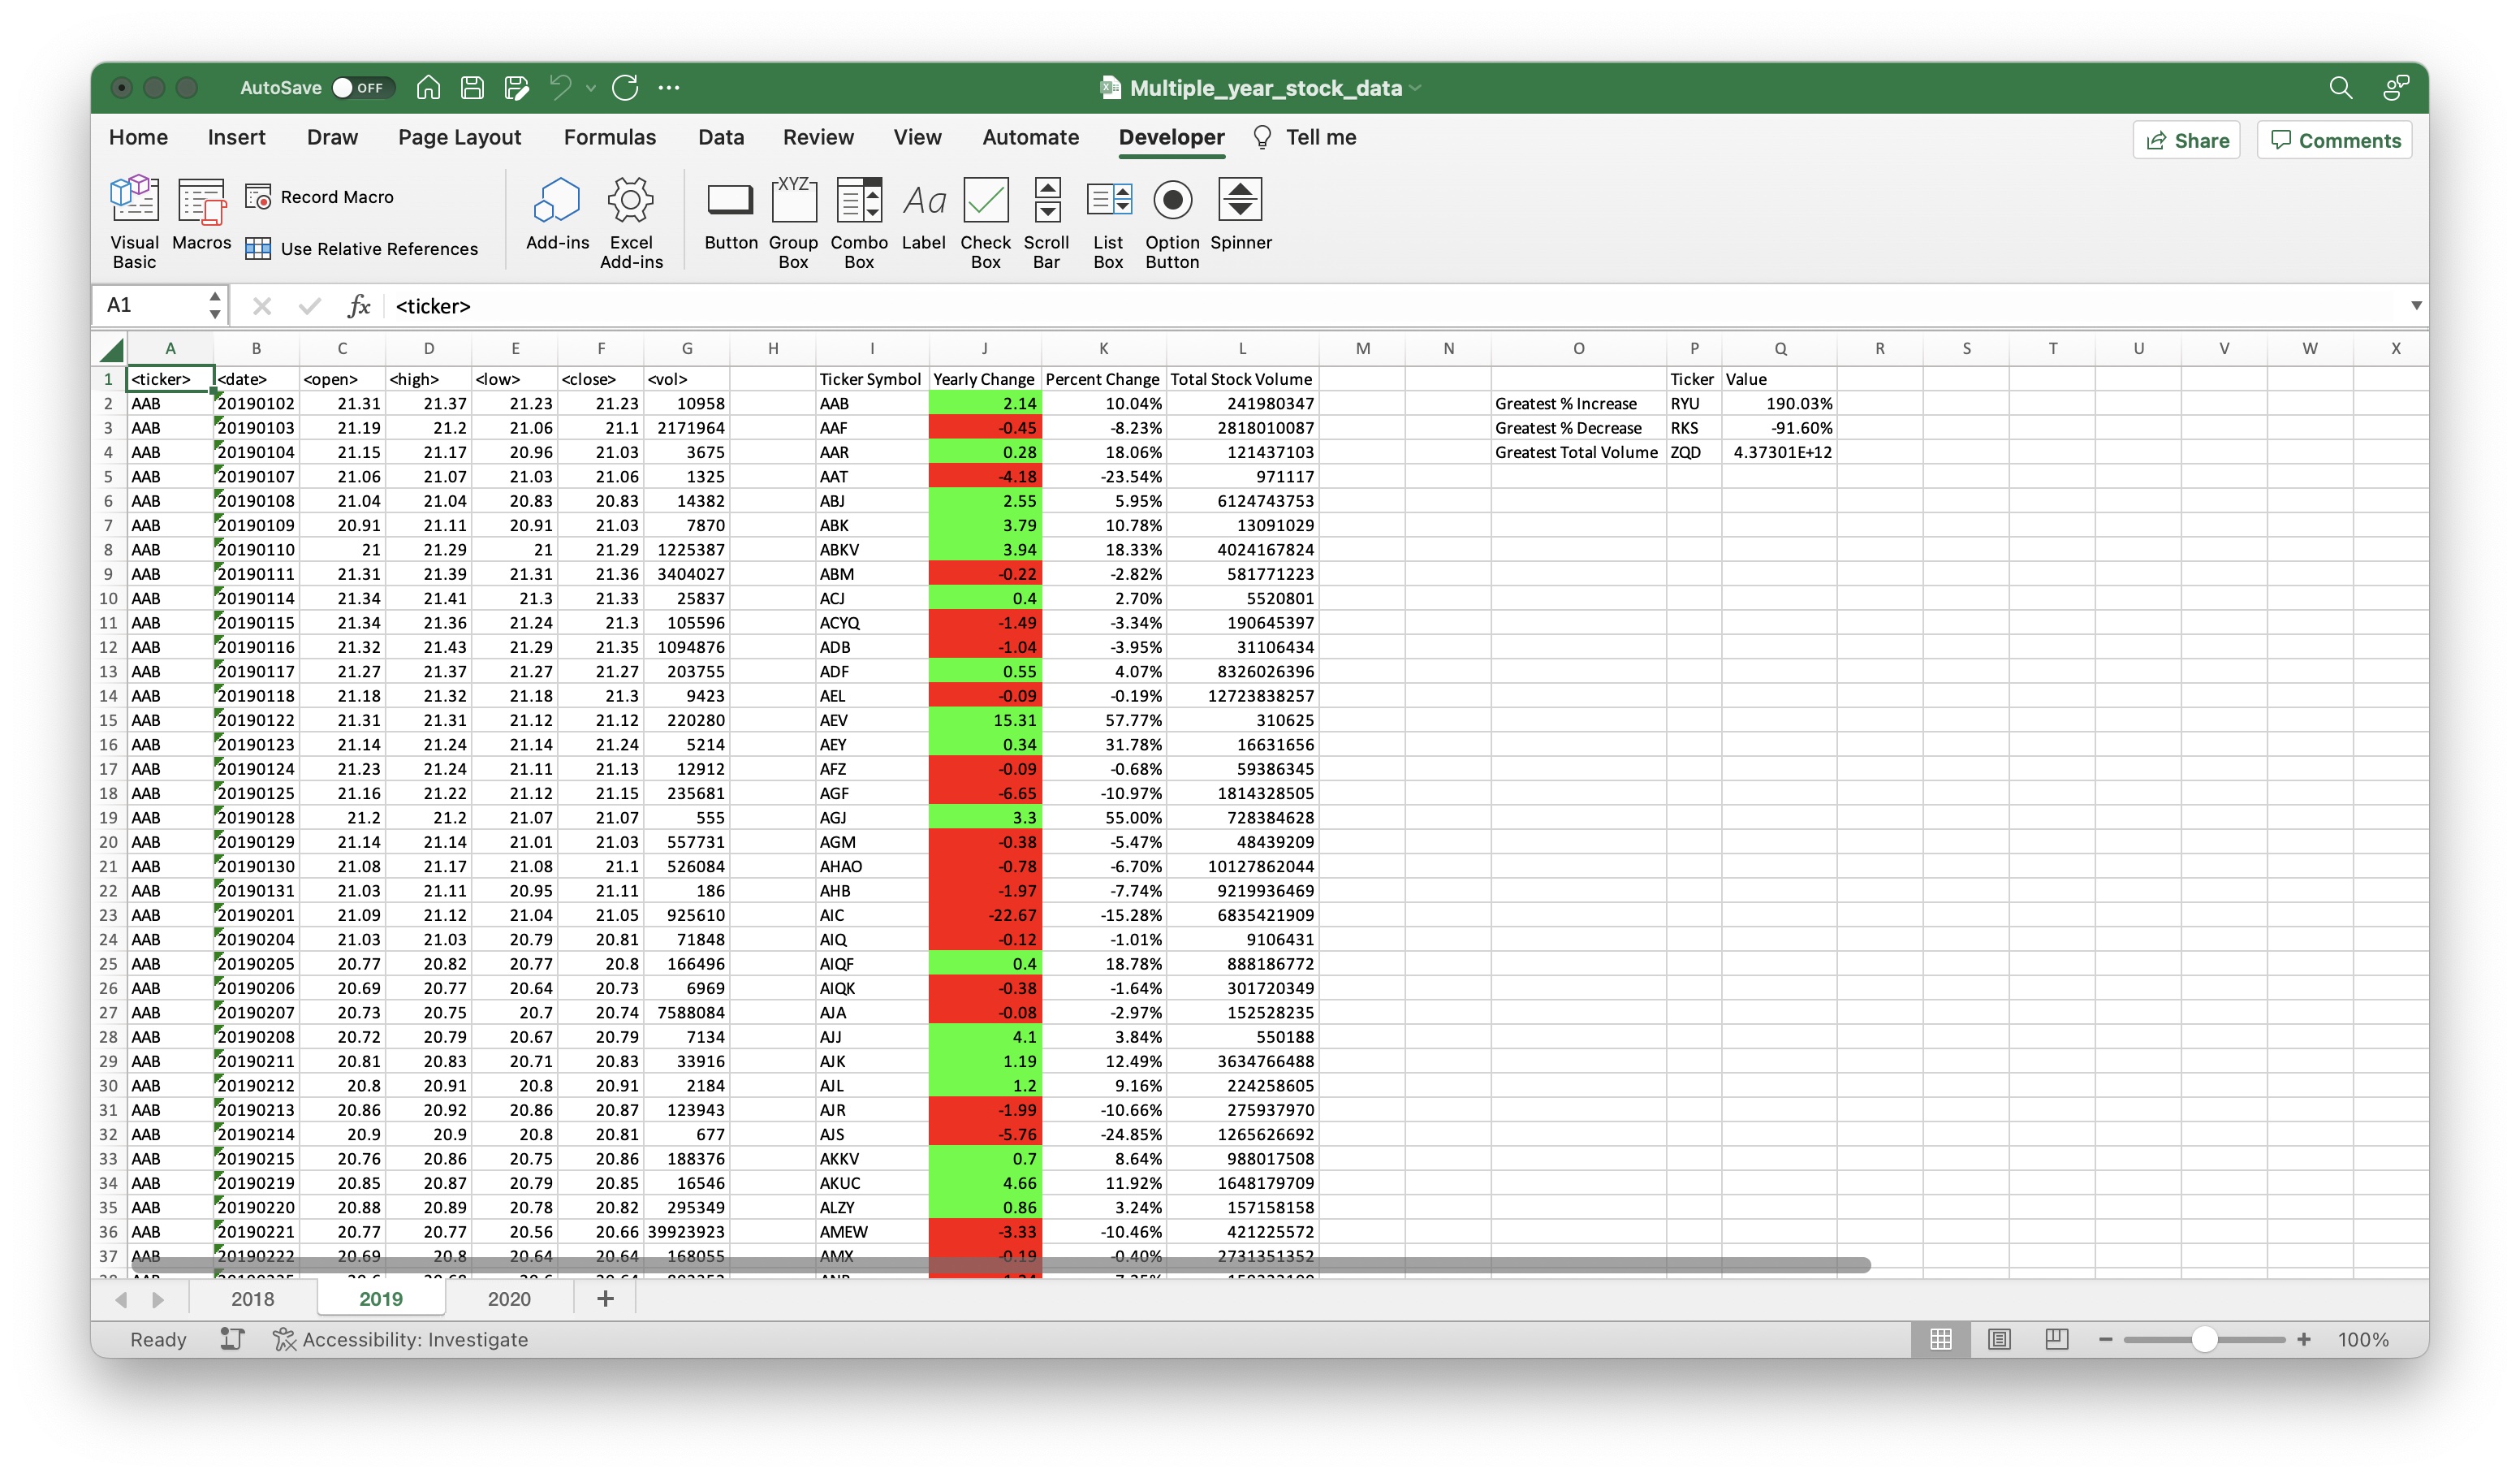 AutoSave OFF Multiple_year_stock_data
Home Insert Draw Page Layout Formulas Data Review View Automate Developer Tell me Share Comments
Visual Basic Macros Record Macro Use Relative References Add-ins Excel Add-ins Button Group Box Combo Box Label Check Box Scroll Bar List Box Option Button Spinner
A1 fx <ticker>
A B C D E F G H I J K L M N O P Q R S T U V W X
1 <ticker> <date> <open> <high> <low> <close> <vol> Ticker Symbol Yearly Change Percent Change Total Stock Volume Ticker Value
2 AAB 20190102 21.31 21.37 21.23 21.23 10958 AAB 2.14 10.04% 241980347 Greatest % Increase RYU 190.03%
3 AAB 20190103 21.19 21.2 21.06 21.1 2171964 AAF -0.45 -8.23% 2818010087 Greatest % Decrease RKS -91.60%
4 AAB 20190104 21.15 21.17 20.96 21.03 3675 AAR 0.28 18.06% 121437103 Greatest Total Volume ZQD 4.37301E+12
5 AAB 20190107 21.06 21.07 21.03 21.06 1325 AAT -4.18 -23.54% 971117
6 AAB 20190108 21.04 21.04 20.83 20.83 14382 ABJ 2.55 5.95% 6124743753
7 AAB 20190109 20.91 21.11 20.91 21.03 7870 ABK 3.79 10.78% 13091029
8 AAB 20190110 21 21.29 21 21.29 1225387 ABKV 3.94 18.33% 4024167824
9 AAB 20190111 21.31 21.39 21.31 21.36 3404027 ABM -0.22 -2.82% 581771223
10 AAB 20190114 21.34 21.41 21.3 21.33 25837 ACJ 0.4 2.70% 5520801
11 AAB 20190115 21.34 21.36 21.24 21.3 105596 ACYQ -1.49 -3.34% 190645397
12 AAB 20190116 21.32 21.43 21.29 21.35 1094876 ADB -1.04 -3.95% 31106434
13 AAB 20190117 21.27 21.37 21.27 21.27 203755 ADF 0.55 4.07% 8326026396
14 AAB 20190118 21.18 21.32 21.18 21.3 9423 AEL -0.09 -0.19% 12723838257
15 AAB 20190122 21.31 21.31 21.12 21.12 220280 AEV 15.31 57.77% 310625
16 AAB 20190123 21.14 21.24 21.14 21.24 5214 AEY 0.34 31.78% 16631656
17 AAB 20190124 21.23 21.24 21.11 21.13 12912 AFZ -0.09 -0.68% 59386345
18 AAB 20190125 21.16 21.22 21.12 21.15 235681 AGF -6.65 -10.97% 1814328505
19 AAB 20190128 21.2 21.2 21.07 21.07 555 AGJ 3.3 55.00% 728384628
20 AAB 20190129 21.14 21.14 21.01 21.03 557731 AGM -0.38 -5.47% 48439209
21 AAB 20190130 21.08 21.17 21.08 21.1 526084 AHAO -0.78 -6.70% 10127862044
22 AAB 20190131 21.03 21.11 20.95 21.11 186 AHB -1.97 -7.74% 9219936469
23 AAB 20190201 21.09 21.12 21.04 21.05 925610 AIC -22.67 -15.28% 6835421909
24 AAB 20190204 21.03 21.03 20.79 20.81 71848 AIQ -0.12 -1.01% 9106431
25 AAB 20190205 20.77 20.82 20.77 20.8 166496 AIQF 0.4 18.78% 888186772
26 AAB 20190206 20.69 20.77 20.64 20.73 6969 AIQK -0.38 -1.64% 301720349
27 AAB 20190207 20.73 20.75 20.7 20.74 7588084 AJA -0.08 -2.97% 152528235
28 AAB 20190208 20.72 20.79 20.67 20.79 7134 AJJ 4.1 3.84% 550188
29 AAB 20190211 20.81 20.83 20.71 20.83 33916 AJK 1.19 12.49% 3634766488
30 AAB 20190212 20.8 20.91 20.8 20.91 2184 AJL 1.2 9.16% 224258605
31 AAB 20190213 20.86 20.92 20.86 20.87 123943 AJR -1.99 -10.66% 275937970
32 AAB 20190214 20.9 20.9 20.8 20.81 677 AJS -5.76 -24.85% 1265626692
33 AAB 20190215 20.76 20.86 20.75 20.86 188376 AKKV 0.7 8.64% 988017508
34 AAB 20190219 20.85 20.87 20.79 20.85 16546 AKUC 4.66 11.92% 1648179709
35 AAB 20190220 20.88 20.89 20.78 20.82 295349 ALZY 0.86 3.24% 157158158
36 AAB 20190221 20.77 20.77 20.56 20.66 39923923 AMEW -3.33 -10.46% 421225572
37 AAB 20190222 20.69 20.8 20.64 20.64 168055 AMX -0.19 -0.40% 2731351352
2018 2019 2020 +
Ready Accessibility: Investigate 100%